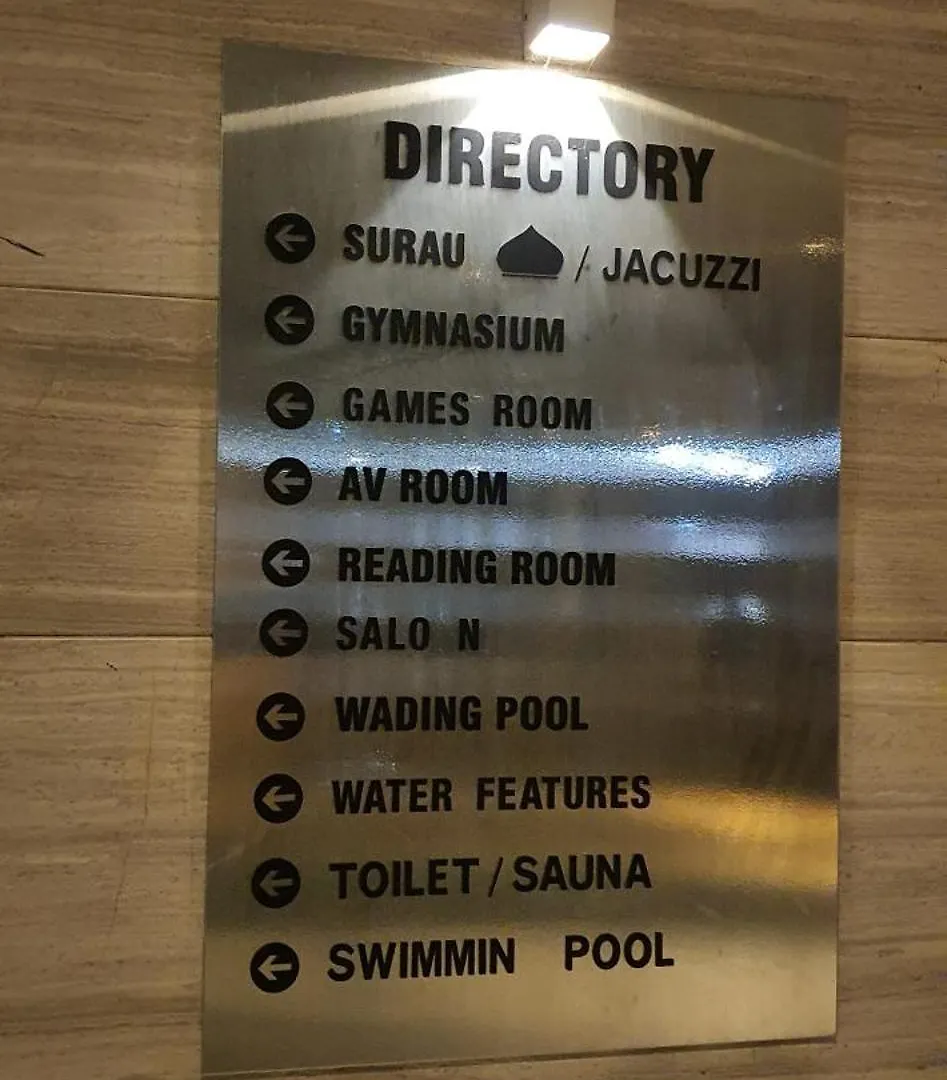 DIRECTORY
SURAU / JACUZZI
GYMNASIUM
GAMES ROOM
AV ROOM
READING ROOM
SALO N
WADING POOL
WATER FEATURES
TOILET / SAUNA
SWIMMIN POOL